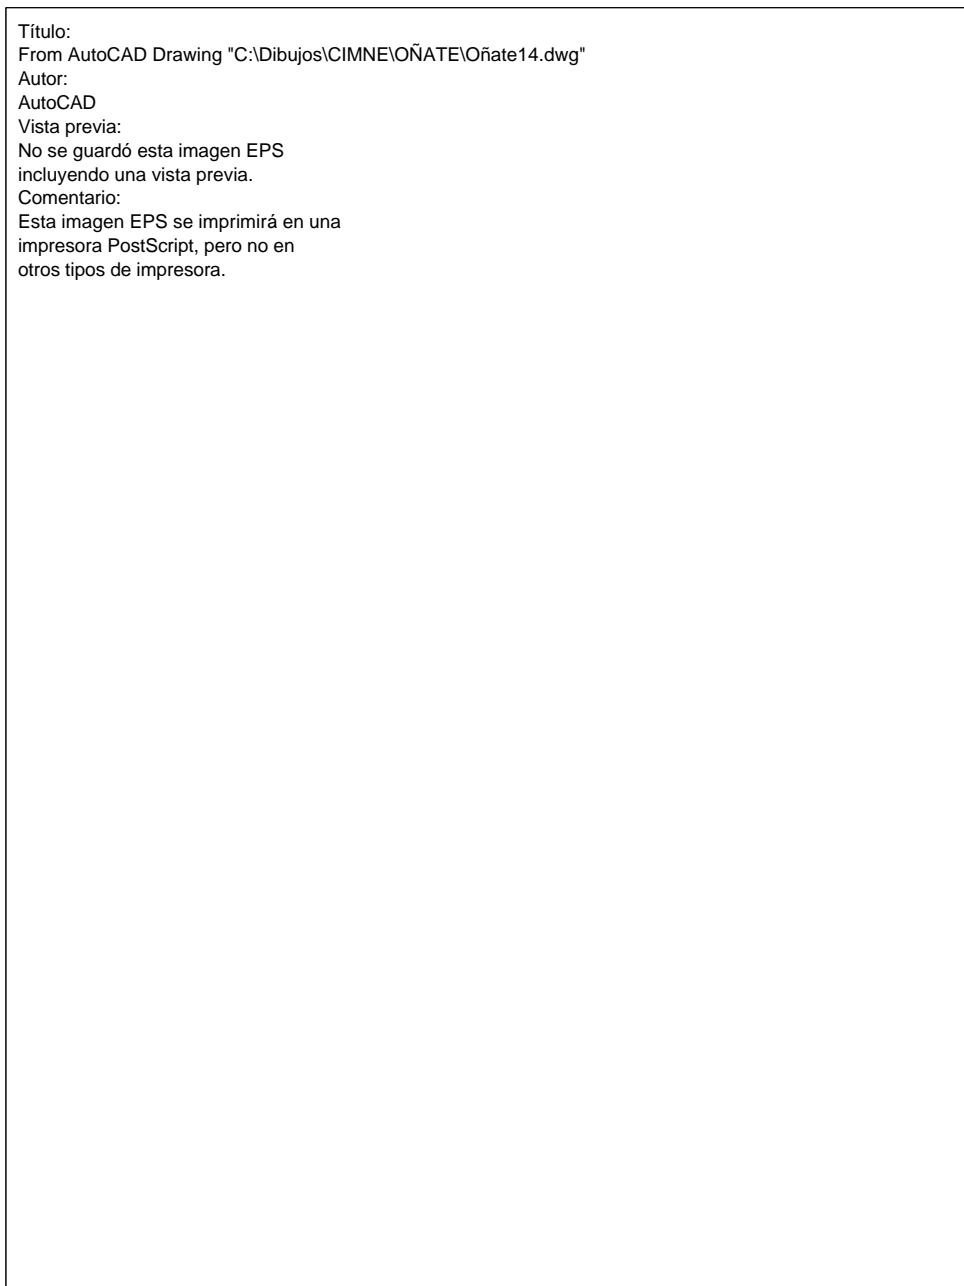 Título:
From AutoCAD Drawing "C:\Dibujos\CIMNE\OÑATE\Oñate14.dwg"
Autor:
AutoCAD
Vista previa:
No se guardó esta imagen EPS
incluyendo una vista previa.
Comentario:
Esta imagen EPS se imprimirá en una
impresora PostScript, pero no en
otros tipos de impresora.